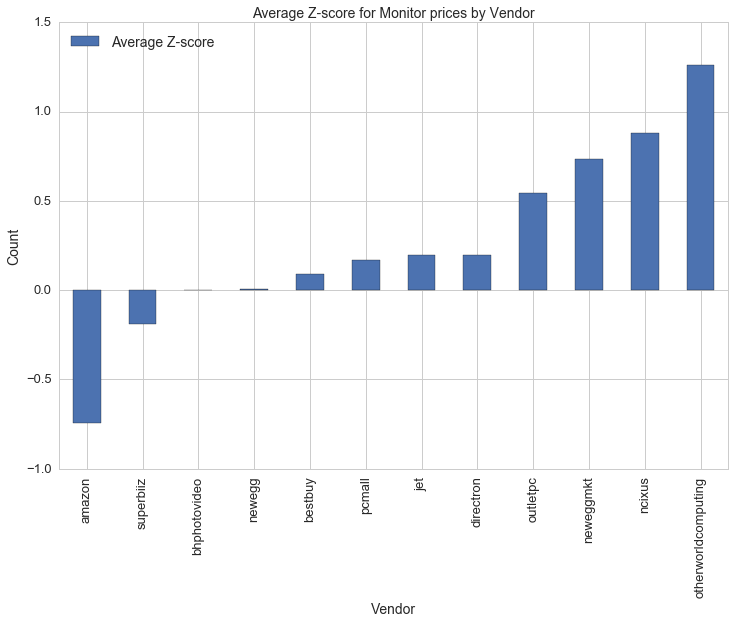 Average Z-score for Monitor prices by Vendor
Average Z-score
1.5
1.0
0.5
0.0
−0.5
−1.0
Count
amazon
superbiiz
bhphotovideo
newegg
bestbuy
pcmall
jet
directron
outletpc
neweggmkt
ncixus
otherworldcomputing
Vendor